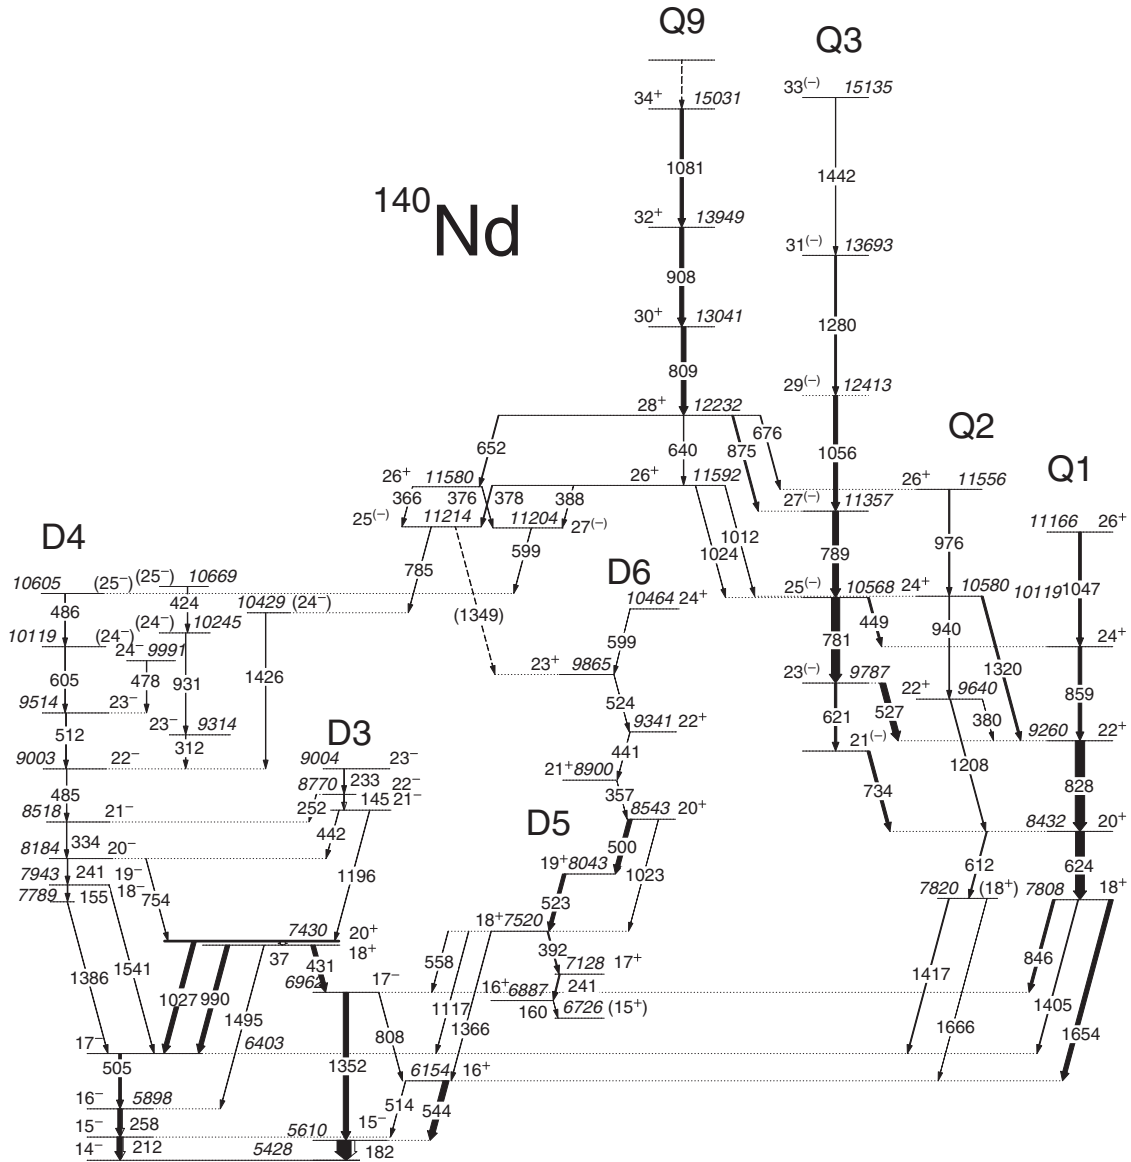 Q9
Q3
33(–) 15135
34+ 15031
1442
1081
140Nd
32+ 13949
31(–) 13693
908
1280
30+ 13041
809
29(–) 12413
28+ 12232
Q2
652 640 875 676 1056
Q1
26+ 11580 26+ 11592 26+ 11556
366 376 378 388 27(–) 11357
25(–) 11214 11204 27(–) 11166 26+
D4
599 1012 789 976
1024
785 D6
10605 (25–) (25–) 10669 25(–) 10568 24+ 10580 10119 1047
486 424 10429 (24–) (1349) 10464 24+
10119 (24–) (24–) 10245 449 940 24+
24– 9991 599 781 1320
605 478 931 1426 23+ 9865 23(–) 9787 22+ 9640 859
9514 23– 23– 9314 524 621 527 380
512 312 D3 9341 22+ 21(–) 9260 22+
9003 22– 9004 23– 441 1208
485 8770 233 22– 21+ 8900 734 828
8518 21– 252 145 21– 357 8543 20+
334 442 D5 8432 20+
8184 20– 1196 500 1023 612 624
7943 241 19– 19+ 8043 7820 (18+) 7808 18+
7789 155 18– 754 523
7430 20+ 18+ 7520
18+ 846
1386 1541 37 431 558 392 7128 17+ 1417 1405
1027 990 6962 17– 16+ 6887 241 1666 1654
1495 1117 160 6726 (15+)
17– 6403 808 1366
505 1352 6154 16+
16– 5898 514 544
15– 258 5610 15–
14– 212 5428 182